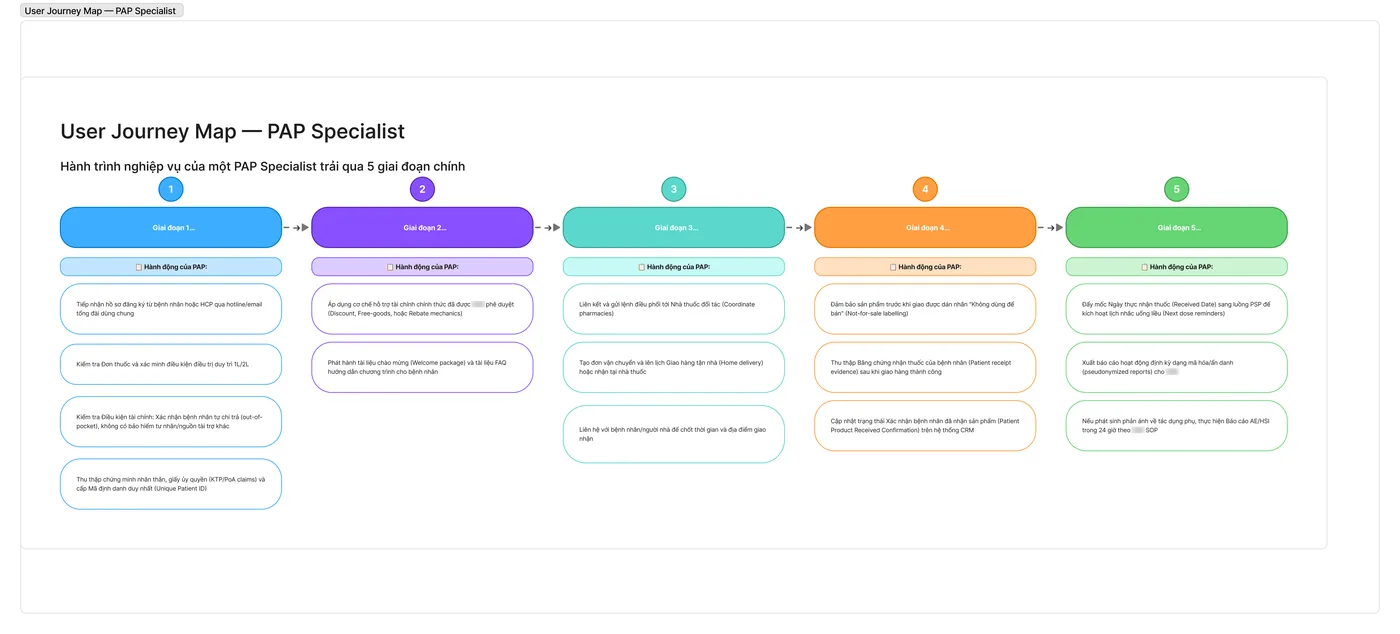 User Journey Map — PAP Specialist
User Journey Map — PAP Specialist
Hành trình nghiệp vụ của một PAP Specialist trải qua 5 giai đoạn chính
1
Giai đoạn 1...
📋 Hành động của PAP:
Tiếp nhận hồ sơ đăng ký từ bệnh nhân hoặc HCP qua hotline/email
tổng đài dùng chung
Kiểm tra Đơn thuốc và xác minh điều kiện điều trị duy trì 1L/2L
Kiểm tra Điều kiện tài chính: Xác nhận bệnh nhân tự chi trả (out-of-
pocket), không có bảo hiểm tư nhân/nguồn tài trợ khác
Thu thập chứng minh nhân thân, giấy ủy quyền (KTP/PoA claims) và
cấp Mã định danh duy nhất (Unique Patient ID)
2
Giai đoạn 2...
📋 Hành động của PAP:
Áp dụng cơ chế hỗ trợ tài chính chính thức đã được phê duyệt
(Discount, Free-goods, hoặc Rebate mechanics)
Phát hành tài liệu chào mừng (Welcome package) và tài liệu FAQ
hướng dẫn chương trình cho bệnh nhân
3
Giai đoạn 3...
📋 Hành động của PAP:
Liên kết và gửi lệnh điều phối tới Nhà thuốc đối tác (Coordinate
pharmacies)
Tạo đơn vận chuyển và lên lịch Giao hàng tận nhà (Home delivery)
hoặc nhận tại nhà thuốc
Liên hệ với bệnh nhân/người nhà để chốt thời gian và địa điểm giao
nhận
4
Giai đoạn 4...
📋 Hành động của PAP:
Đảm bảo sản phẩm trước khi giao được dán nhãn "Không dùng để
bán" (Not-for-sale labelling)
Thu thập Bằng chứng nhận thuốc của bệnh nhân (Patient receipt
evidence) sau khi giao hàng thành công
Cập nhật trạng thái Xác nhận bệnh nhân đã nhận sản phẩm (Patient
Product Received Confirmation) trên hệ thống CRM
5
Giai đoạn 5...
📋 Hành động của PAP:
Đẩy mốc Ngày thực nhận thuốc (Received Date) sang luồng PSP để
kích hoạt lịch nhắc uống liều (Next dose reminders)
Xuất báo cáo hoạt động định kỳ dạng mã hóa/ẩn danh
(pseudonymized reports) cho
Nếu phát sinh phản ánh về tác dụng phụ, thực hiện Báo cáo AE/HSI
trong 24 giờ theo SOP